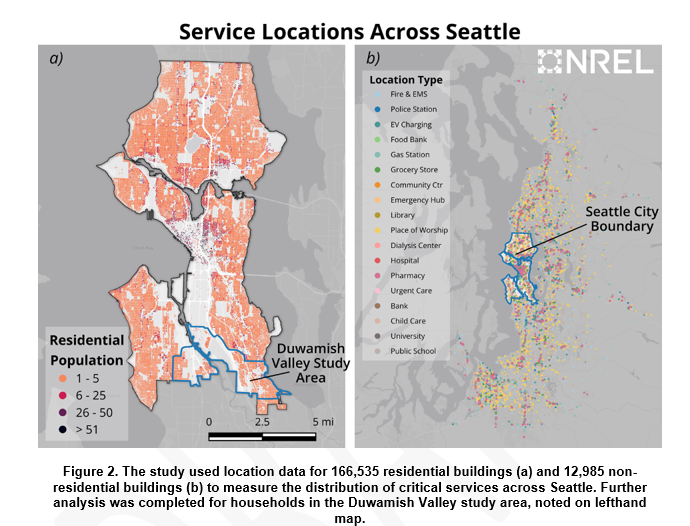 Service Locations Across Seattle
a)
Residential
Population
1 - 5
6 - 25
26 - 50
> 51
Duwamish
Valley Study
Area
0 2.5 5 mi
b)
NREL
Location Type
Fire & EMS
Police Station
EV Charging
Food Bank
Gas Station
Grocery Store
Community Ctr
Emergency Hub
Library
Place of Worship
Dialysis Center
Hospital
Pharmacy
Urgent Care
Bank
Child Care
University
Public School
Seattle City
Boundary
Figure 2. The study used location data for 166,535 residential buildings (a) and 12,985 non-
residential buildings (b) to measure the distribution of critical services across Seattle. Further
analysis was completed for households in the Duwamish Valley study area, noted on lefthand
map.